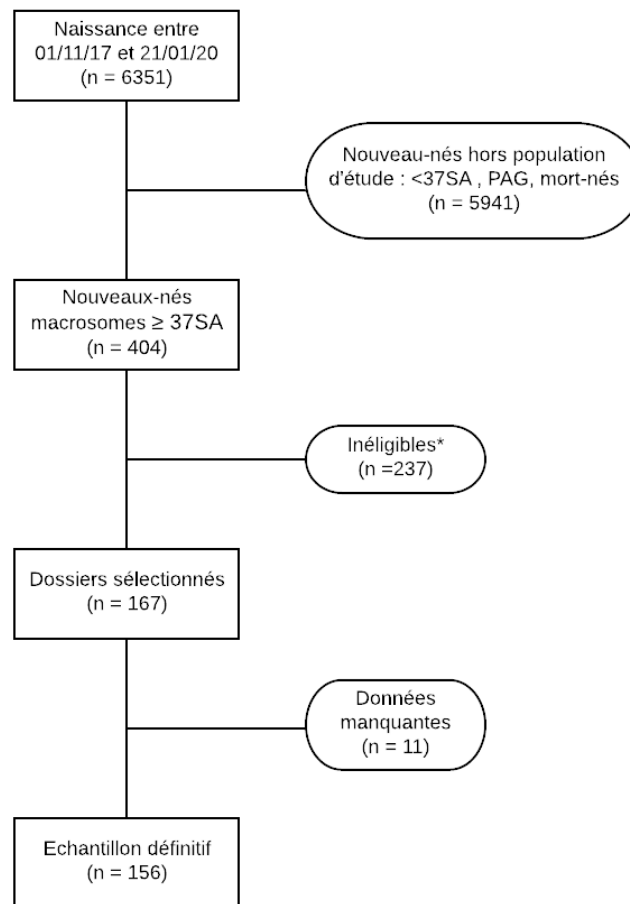 Naissance entre
01/11/17 et 21/01/20
(n = 6351)
Nouveau-nés hors population
d'étude : <37SA , PAG, mort-nés
(n = 5941)
Nouveaux-nés
macrosomes ≥ 37SA
(n = 404)
Inéligibles*
(n =237)
Dossiers sélectionnés
(n = 167)
Données
manquantes
(n = 11)
Echantillon définitif
(n = 156)